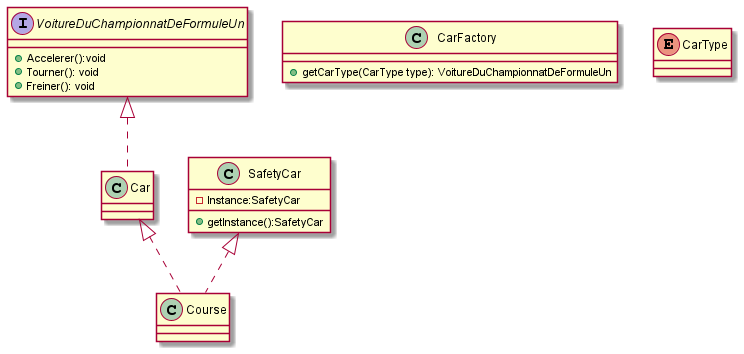 I VoitureDuChampionnatDeFormuleUn
Accelerer():void
Tourner(): void
Freiner(): void
C CarFactory
getCarType(CarType type): VoitureDuChampionnatDeFormuleUn
E CarType
C Car
C SafetyCar
Instance:SafetyCar
getInstance():SafetyCar
C Course